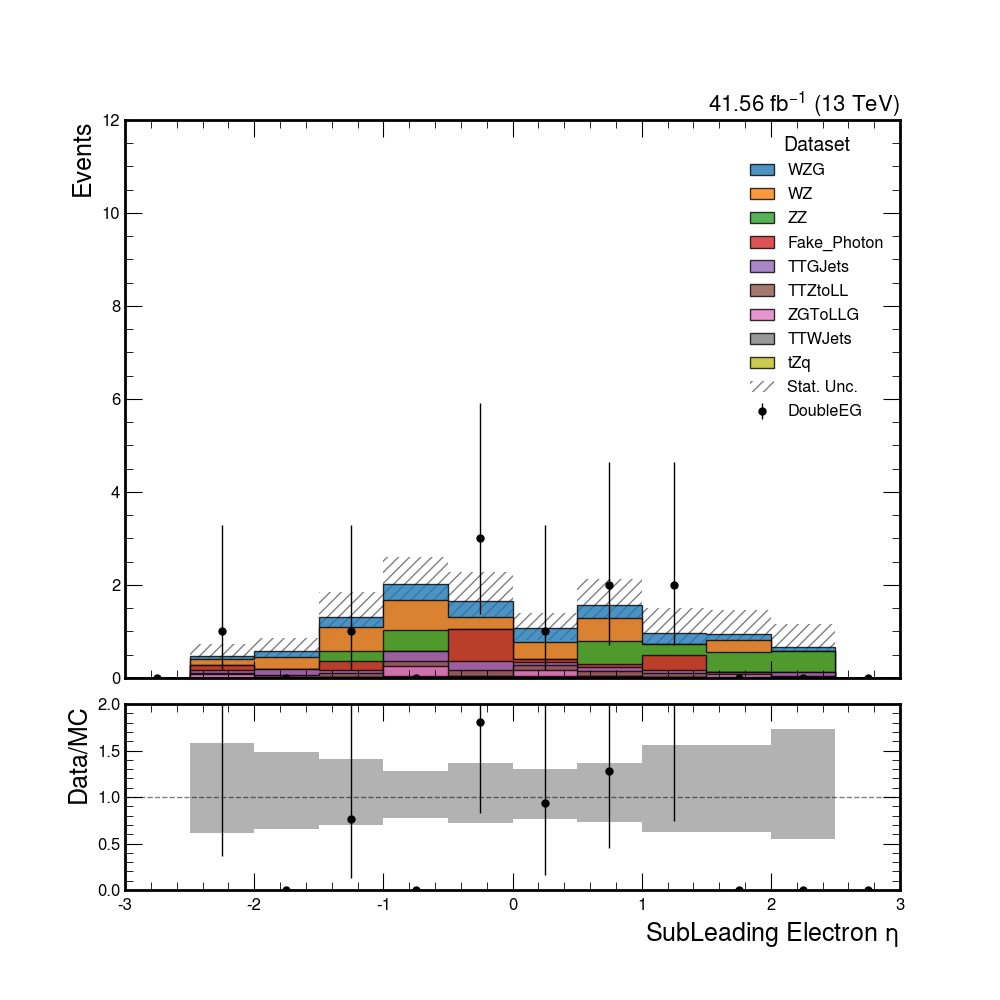 41.56 fb⁻¹ (13 TeV)
Events
12
10
8
6
4
2
0
Dataset
WZG
WZ
ZZ
Fake_Photon
TTGJets
TTZtoLL
ZGToLLG
TTWJets
tZq
Stat. Unc.
DoubleEG
Data/MC
2.0
1.5
1.0
0.5
0.0
-3 -2 -1 0 1 2 3
SubLeading Electron η